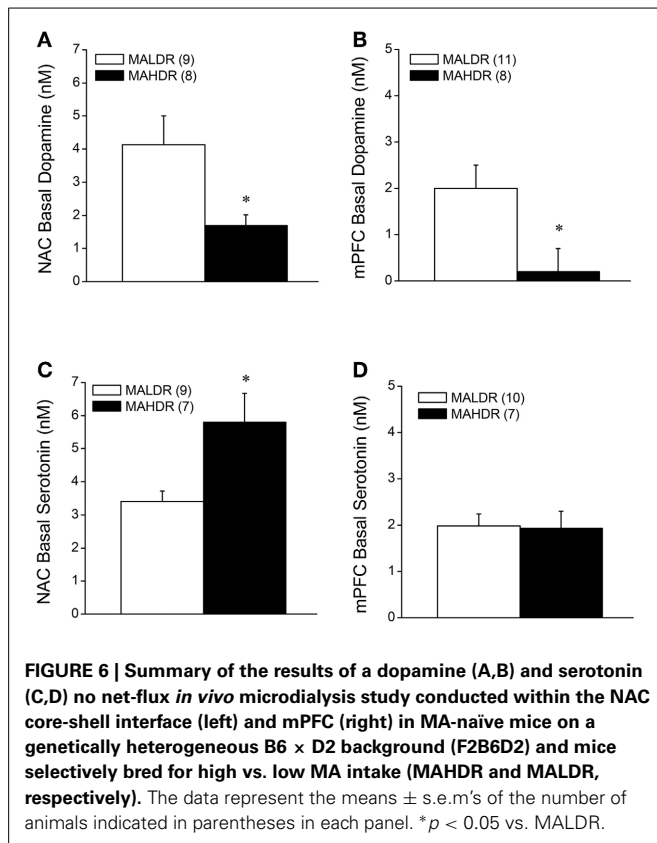 A
MALDR (9)
MAHDR (8)
NAC Basal Dopamine (nM)
7
6
5
4
3
2
1
0
*
B
MALDR (11)
MAHDR (8)
mPFC Basal Dopamine (nM)
5
4
3
2
1
0
*
C
MALDR (9)
MAHDR (7)
NAC Basal Serotonin (nM)
7
6
5
4
3
2
1
0
*
D
MALDR (10)
MAHDR (7)
mPFC Basal Serotonin (nM)
5
4
3
2
1
0
FIGURE 6 | Summary of the results of a dopamine (A,B) and serotonin
(C,D) no net-flux in vivo microdialysis study conducted within the NAC
core-shell interface (left) and mPFC (right) in MA-naïve mice on a
genetically heterogeneous B6 × D2 background (F2B6D2) and mice
selectively bred for high vs. low MA intake (MAHDR and MALDR,
respectively). The data represent the means ± s.e.m's of the number of
animals indicated in parentheses in each panel. *p < 0.05 vs. MALDR.